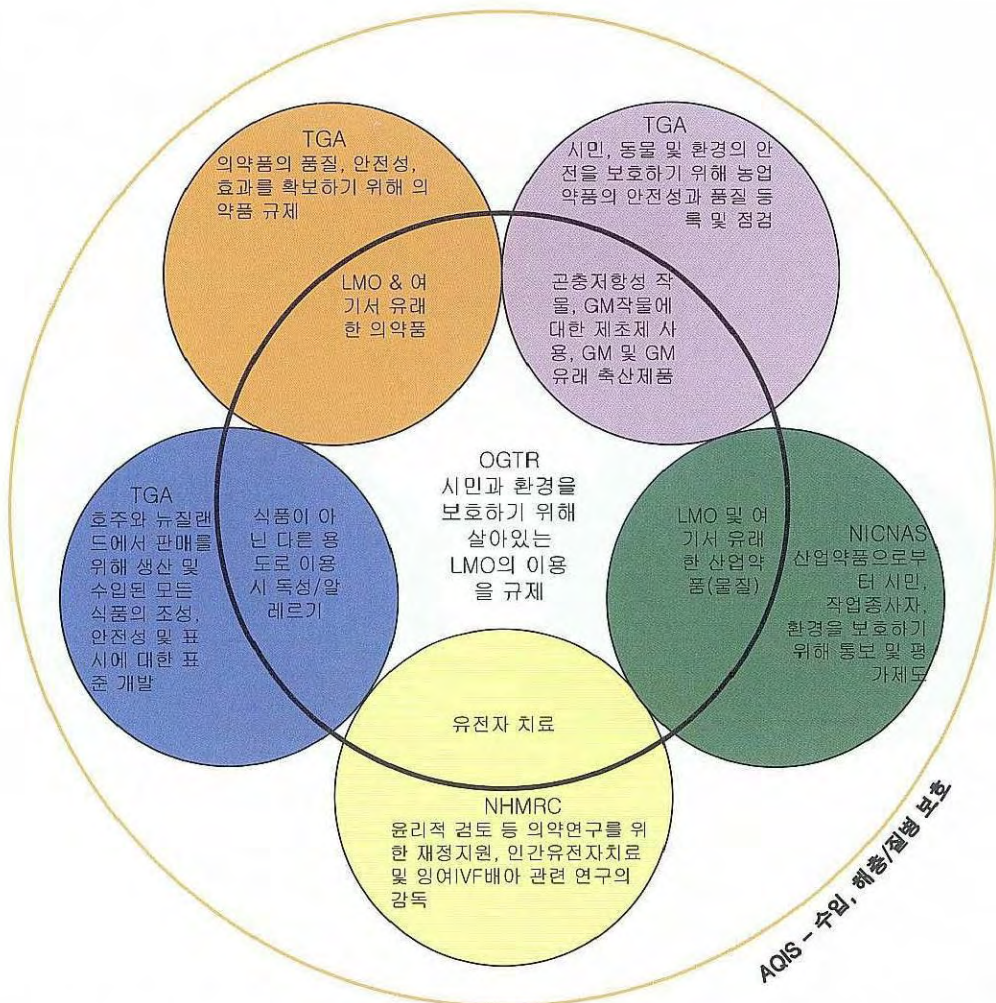 TGA
의약품의 품질, 안전성,
효과를 확보하기 위해 의
약품 규제
LMO & 여
기서 유래
한 의약품
TGA
시민, 동물 및 환경의 안
전을 보호하기 위해 농업
약품의 안전성과 품질 등
록 및 점검
곤충저항성 작
물, GM작물에
대한 제초제 사
용, GM 및 GM
유래 축산제품
OGTR
시민과 환경을
보호하기 위해
살아있는
LMO의 이용
을 규제
TGA
호주와 뉴질랜
드에서 판매를
위해 생산 및
수입된 모든
식품의 조성,
안전성 및 표
시에 대한 표
준 개발
식품이 아
닌 다른 용
도로 이용
시 독성/알
레르기
LMO 및 여
기서 유래
한 산업약
품(물질)
NICNAS
산업약품으로부
터 시민,
작업종사자,
환경을 보호하기
위해 통보 및 평
가제도
유전자 치료
NHMRC
윤리적 검토 등 의약연구를 위
한 재정지원, 인간유전자치료
및 잉여IVF배아 관련 연구의
감독
AQIS – 수입, 해충/질병 보호